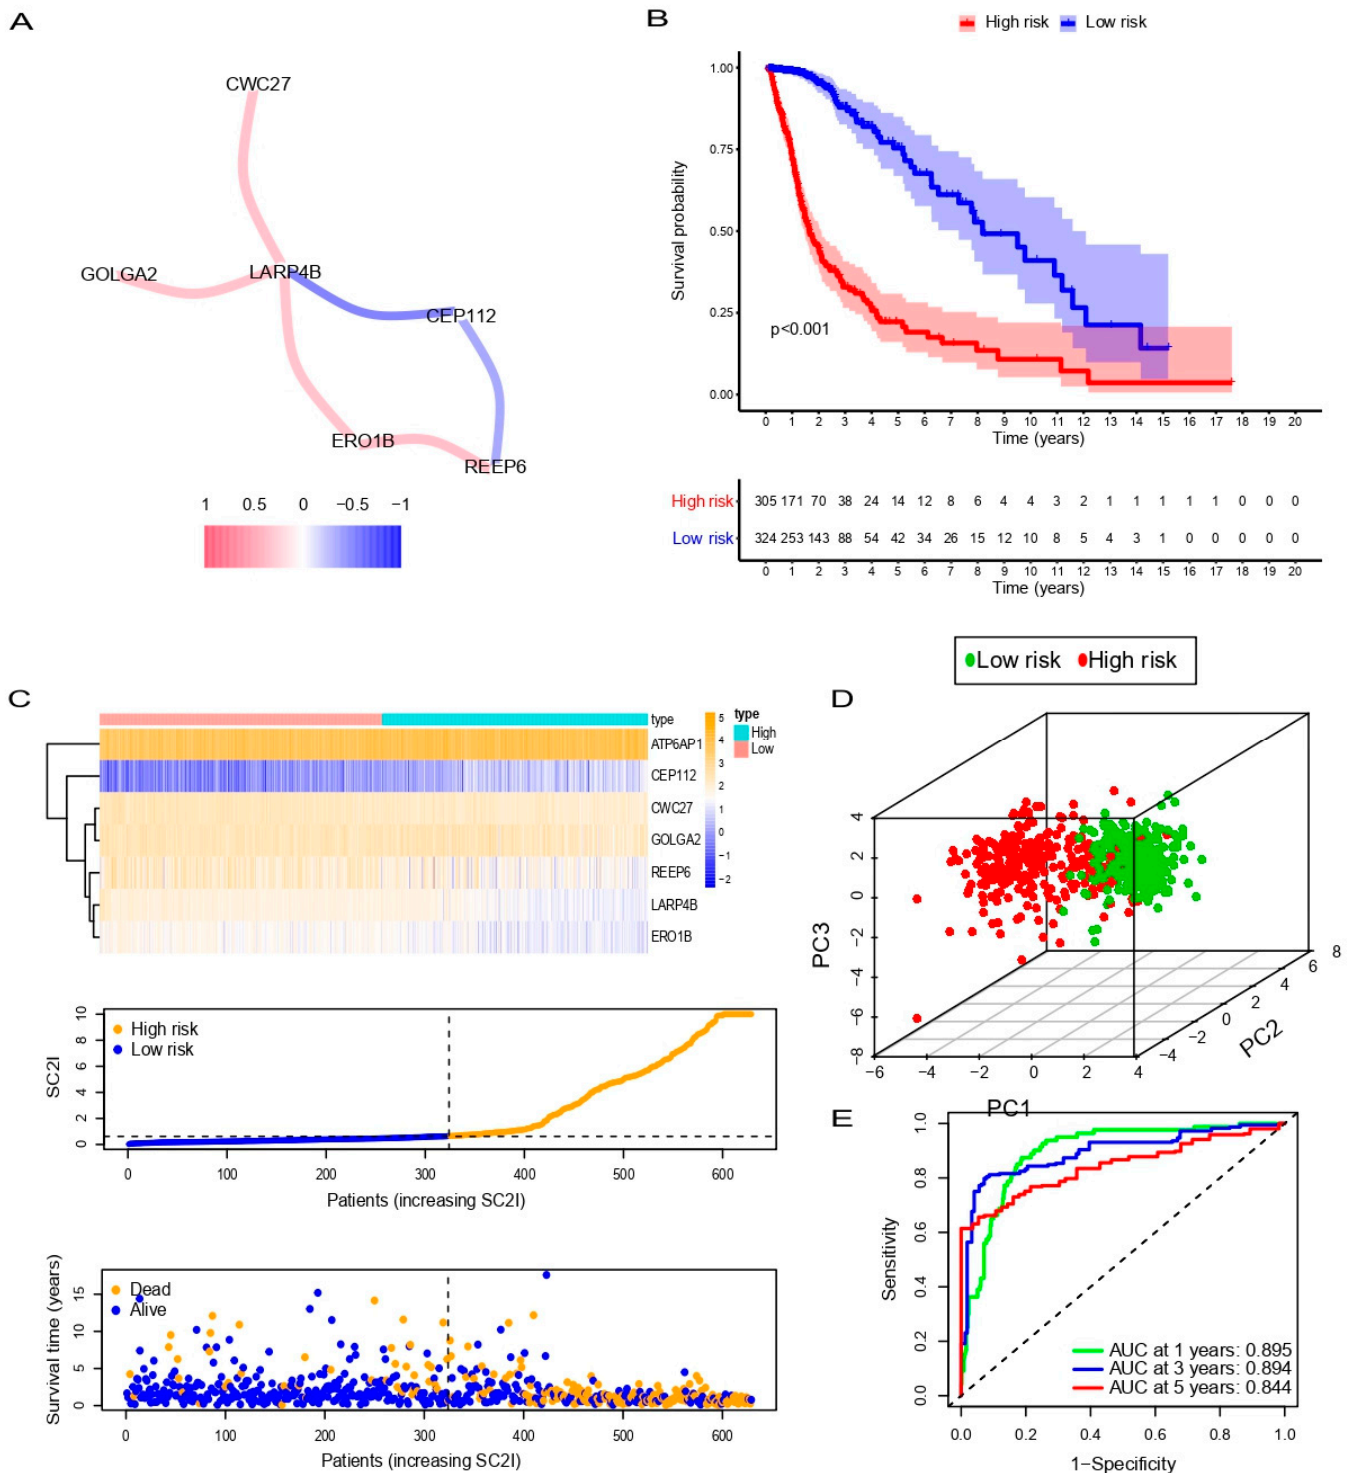 A
CWC27
GOLGA2
LARP4B
CEP112
ERO1B
REEP6
1 0.5 0 −0.5 −1
B
High risk Low risk
Survival probability
1.00
0.75
0.50
0.25
0.00
p<0.001
0 1 2 3 4 5 6 7 8 9 10 11 12 13 14 15 16 17 18 19 20
Time (years)
High risk 305 171 70 38 24 14 12 8 6 4 4 3 2 1 1 1 1 1 0 0 0
Low risk 324 253 143 88 54 42 34 26 15 12 10 8 5 4 3 1 0 0 0 0 0
0 1 2 3 4 5 6 7 8 9 10 11 12 13 14 15 16 17 18 19 20
Time (years)
C
type
ATP6AP1
CEP112
CWC27
GOLGA2
REEP6
LARP4B
ERO1B
5
4
3
2
1
0
−1
−2
type
High
Low
SC2I
10
8
6
4
2
0
High risk
Low risk
0 100 200 300 400 500 600
Patients (increasing SC2I)
Survival time (years)
15
10
5
0
Dead
Alive
0 100 200 300 400 500 600
Patients (increasing SC2I)
Low risk High risk
D
PC3
4
2
0
−2
−4
−6
−8
−6 −4 −2 0 2 4
PC1
−4
−2
0
2
4
6
8
PC2
E
Sensitivity
1.0
0.8
0.6
0.4
0.2
0.0
AUC at 1 years: 0.895
AUC at 3 years: 0.894
AUC at 5 years: 0.844
0.0 0.2 0.4 0.6 0.8 1.0
1−Specificity